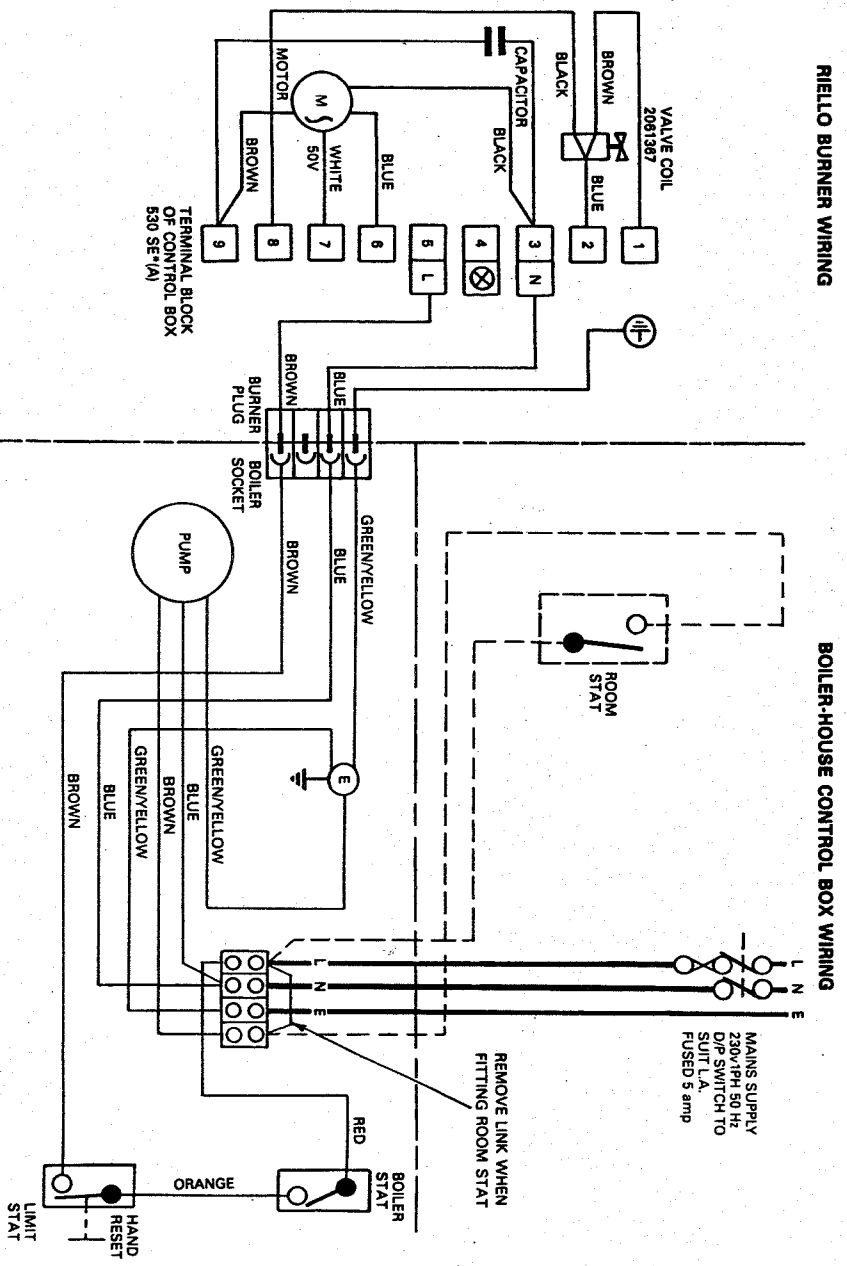 RIELLO BURNER WIRING
VALVE COIL
2061367
BROWN
BLACK
BLUE
CAPACITOR
BLACK
MOTOR
M
WHITE
50V
BLUE
BROWN
1
2
3
N
4
5
L
6
7
8
9
TERMINAL BLOCK
OF CONTROL BOX
530 SE*(A)
BROWN
BLUE
BURNER
PLUG
BOILER
SOCKET
BOILER-HOUSE CONTROL BOX WIRING
GREEN/YELLOW
BLUE
BROWN
PUMP
ROOM
STAT
E
GREEN/YELLOW
BLUE
BROWN
GREEN/YELLOW
BLUE
BROWN
L
N
E
L
N
E
MAINS SUPPLY
230v1PH 50 Hz
D/P SWITCH TO
SUIT L.A.
FUSED 5 amp
REMOVE LINK WHEN
FITTING ROOM STAT
RED
BOILER
STAT
ORANGE
HAND
RESET
LIMIT
STAT